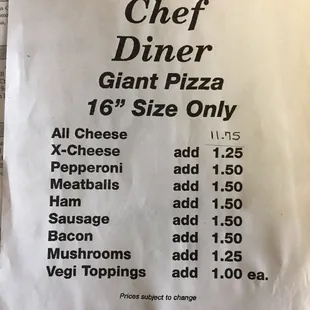 Chef
Diner
Giant Pizza
16” Size Only
All Cheese 11.75
X-Cheese add 1.25
Pepperoni add 1.50
Meatballs add 1.50
Ham add 1.50
Sausage add 1.50
Bacon add 1.50
Mushrooms add 1.25
Vegi Toppings add 1.00 ea.
Prices subject to change